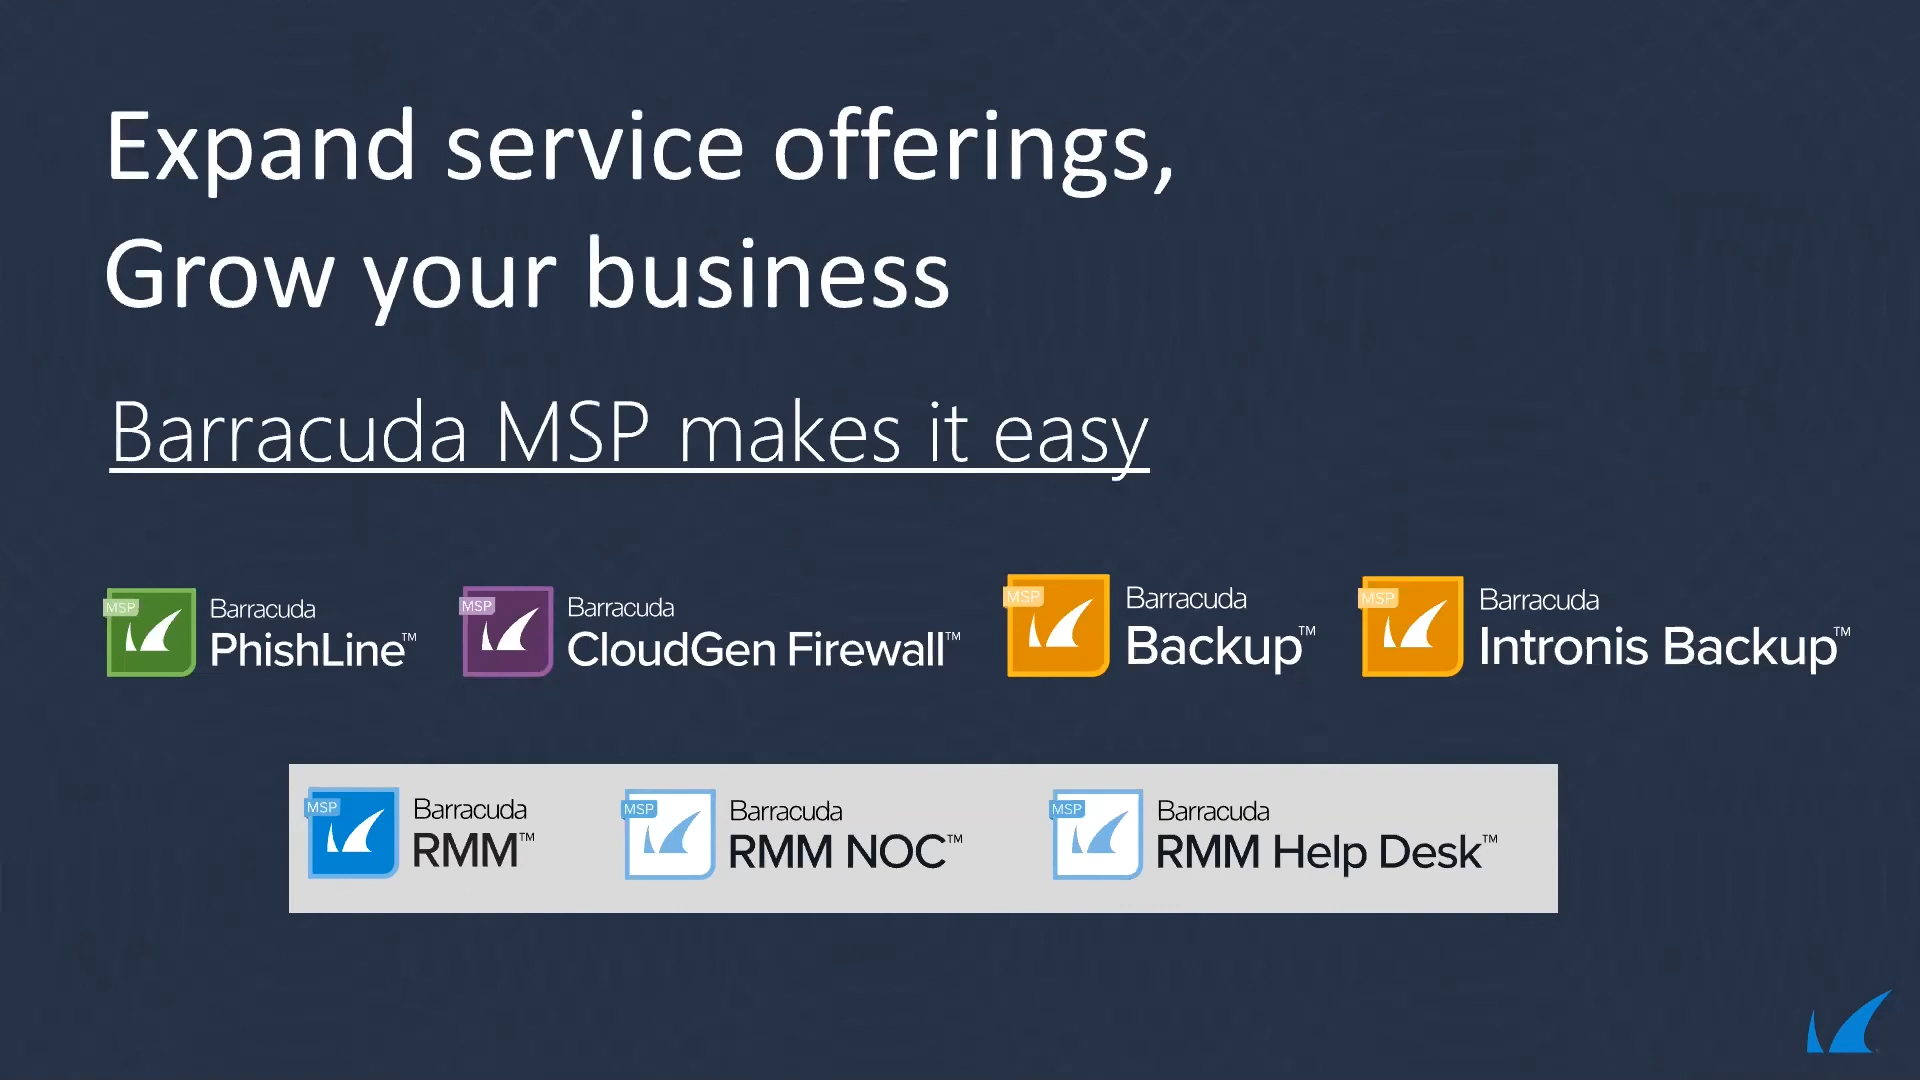 Expand service offerings,
Grow your business
Barracuda MSP makes it easy
MSP Barracuda
PhishLine™
MSP Barracuda
CloudGen Firewall™
MSP Barracuda
Backup™
MSP Barracuda
Intronis Backup™
MSP Barracuda
RMM™
MSP Barracuda
RMM NOC™
MSP Barracuda
RMM Help Desk™